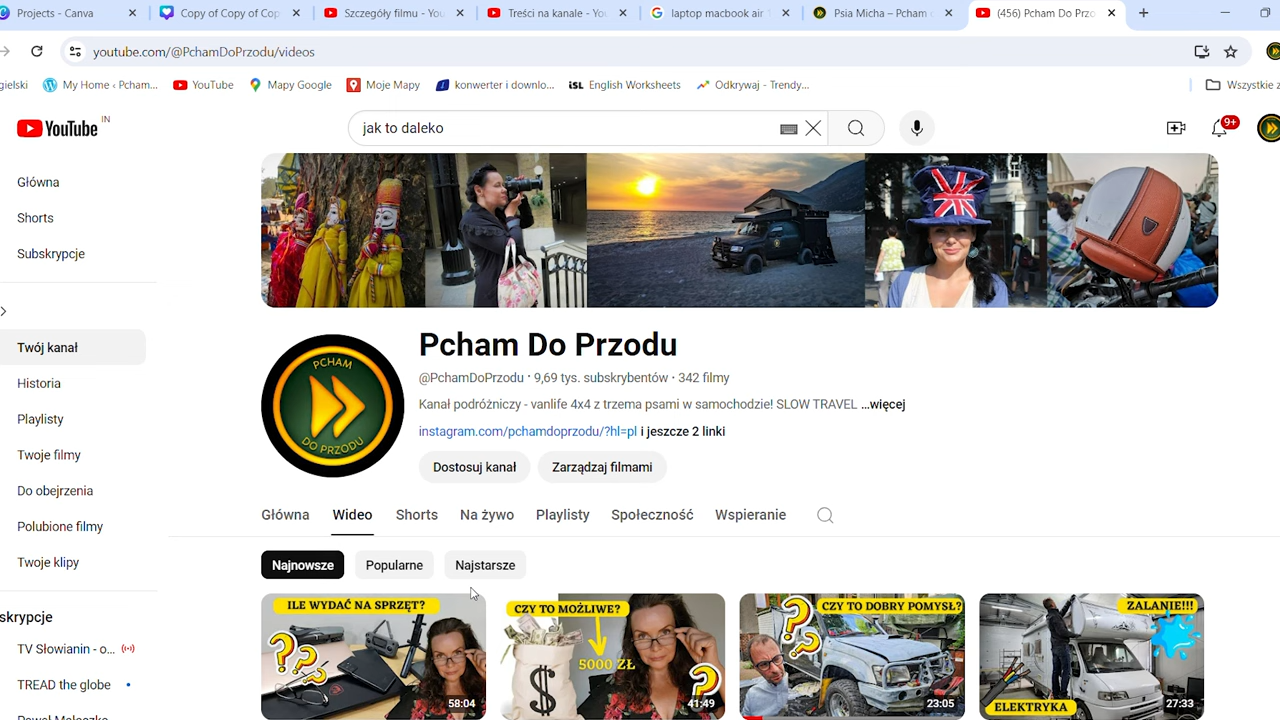 Projects - Canva
Copy of Copy of Cop
Szczegóły filmu - You
Treści na kanale - Yo
laptop macbook air 1
Psia Micha – Pcham
(456) Pcham Do Prze
youtube.com/@PchamDoPrzodu/videos
gielski
My Home ‹ Pcham...
YouTube
Mapy Google
Moje Mapy
konwerter i downlo...
iSL English Worksheets
Odkrywaj - Trendy...
Wszystkie z
YouTube IN
jak to daleko
9+
Główna
Shorts
Subskrypcje
Twój kanał
Historia
Playlisty
Twoje filmy
Do obejrzenia
Polubione filmy
Twoje klipy
skrypcje
TV Słowianin - o...
TREAD the globe
PCHAM
DO PRZODU
Pcham Do Przodu
@PchamDoPrzodu · 9,69 tys. subskrybentów · 342 filmy
Kanał podróżniczy - vanlife 4x4 z trzema psami w samochodzie! SLOW TRAVEL ...więcej
instagram.com/pchamdoprzodu/?hl=pl i jeszcze 2 linki
Dostosuj kanał
Zarządzaj filmami
Główna
Wideo
Shorts
Na żywo
Playlisty
Społeczność
Wspieranie
Najnowsze
Popularne
Najstarsze
ILE WYDAĆ NA SPRZĘT?
???
58:04
CZY TO MOŻLIWE?
5000 ZŁ
$
?
41:49
CZY TO DOBRY POMYSŁ?
??
23:05
ZALANIE!!!
ELEKTRYKA
27:33